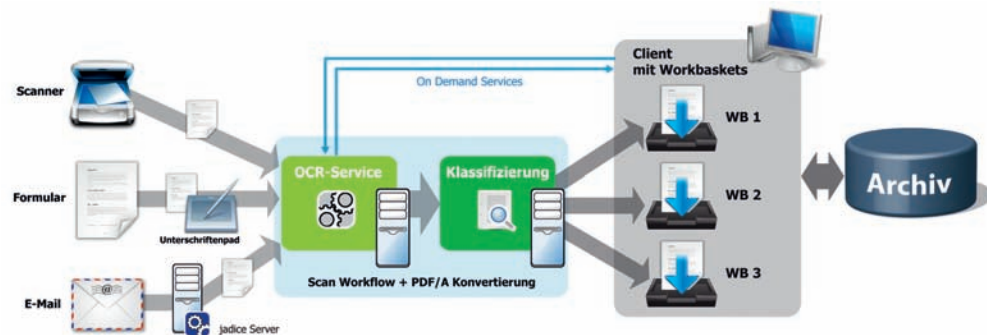 Scanner
Formular
Unterschriftenpad
E-Mail
jadice Server
On Demand Services
OCR-Service
Klassifizierung
Scan Workflow + PDF/A Konvertierung
Client
mit Workbaskets
WB 1
WB 2
WB 3
Archiv